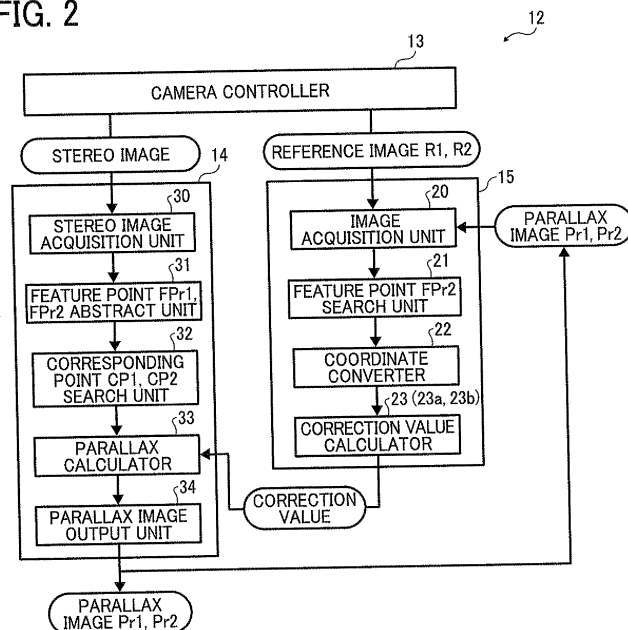 FIG. 2
12
13
CAMERA CONTROLLER
STEREO IMAGE
14
REFERENCE IMAGE R1, R2
15
30
STEREO IMAGE
ACQUISITION UNIT
31
FEATURE POINT FPr1,
FPr2 ABSTRACT UNIT
32
CORRESPONDING
POINT CP1, CP2
SEARCH UNIT
33
PARALLAX
CALCULATOR
34
PARALLAX IMAGE
OUTPUT UNIT
PARALLAX
IMAGE Pr1, Pr2
20
IMAGE
ACQUISITION UNIT
PARALLAX
IMAGE Pr1, Pr2
21
FEATURE POINT FPr2
SEARCH UNIT
22
COORDINATE
CONVERTER
23 (23a, 23b)
CORRECTION VALUE
CALCULATOR
CORRECTION
VALUE